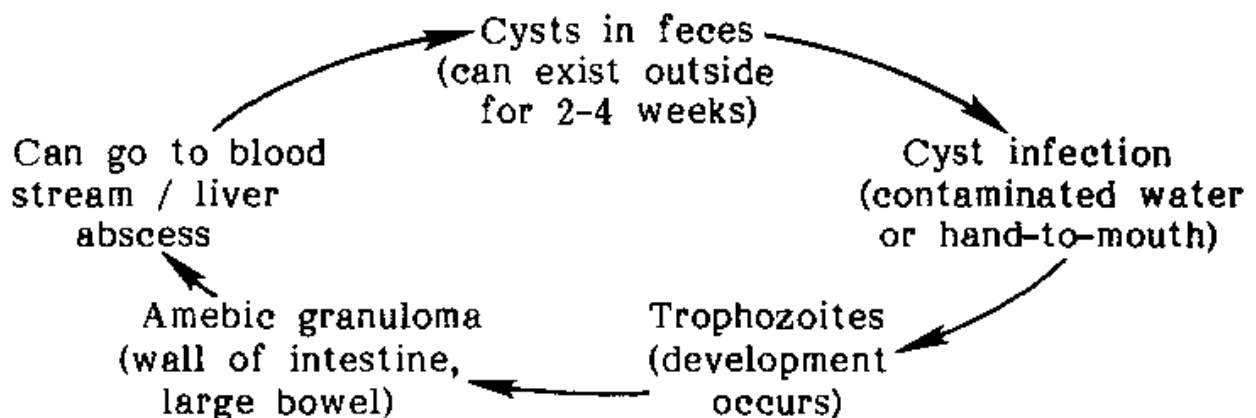 Cysts in feces
(can exist outside
for 2-4 weeks)
Cyst infection
(contaminated water
or hand-to-mouth)
Trophozoites
(development
occurs)
Amebic granuloma
(wall of intestine,
large bowel)
Can go to blood
stream / liver
abscess